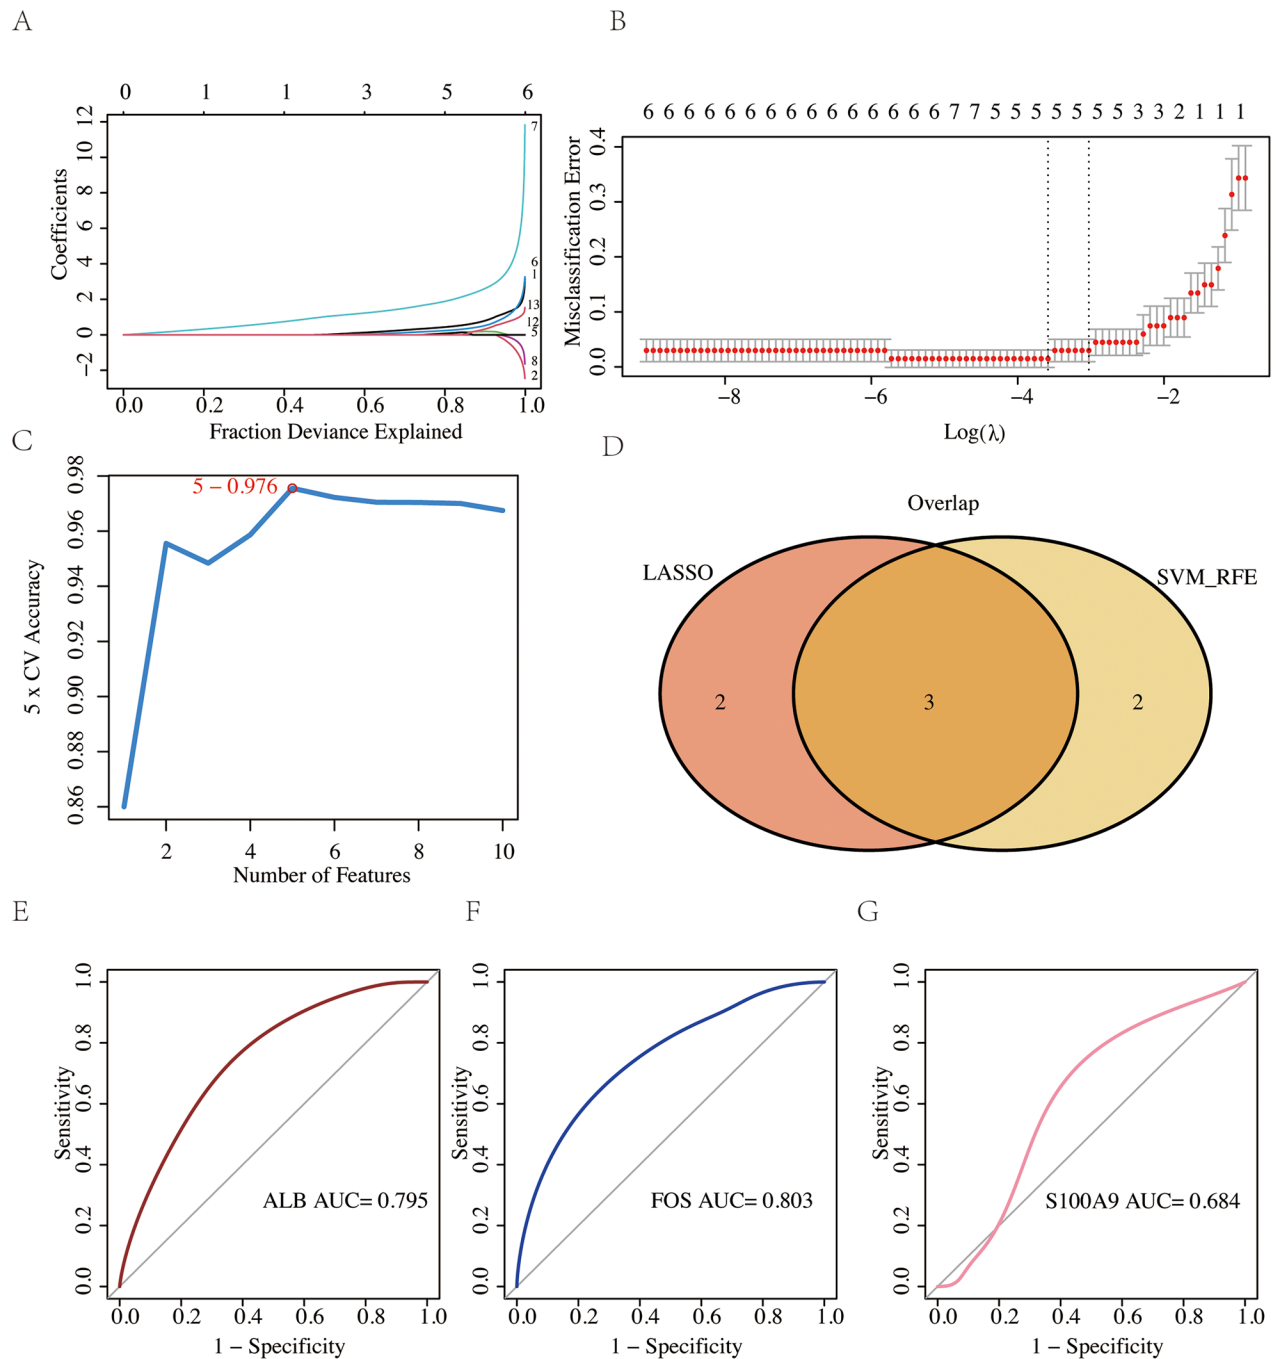 A
0 1 1 3 5 6
Coefficients
12
10
8
6
4
2
0
−2
7
6
1
13
12
5
8
2
0.0 0.2 0.4 0.6 0.8 1.0
Fraction Deviance Explained
B
6 6 6 6 6 6 6 6 6 6 6 6 6 6 6 7 7 5 5 5 5 5 5 5 3 3 2 1 1 1
Misclassification Error
0.4
0.3
0.2
0.1
0.0
−8 −6 −4 −2
Log(λ)
C
5 x CV Accuracy
0.98
0.96
0.94
0.92
0.90
0.88
0.86
5 − 0.976
2 4 6 8 10
Number of Features
D
Overlap
LASSO
SVM_RFE
2 3 2
E
Sensitivity
1.0
0.8
0.6
0.4
0.2
0.0
ALB AUC= 0.795
0.0 0.2 0.4 0.6 0.8 1.0
1 − Specificity
F
Sensitivity
1.0
0.8
0.6
0.4
0.2
0.0
FOS AUC= 0.803
0.0 0.2 0.4 0.6 0.8 1.0
1 − Specificity
G
Sensitivity
1.0
0.8
0.6
0.4
0.2
0.0
S100A9 AUC= 0.684
0.0 0.2 0.4 0.6 0.8 1.0
1 − Specificity